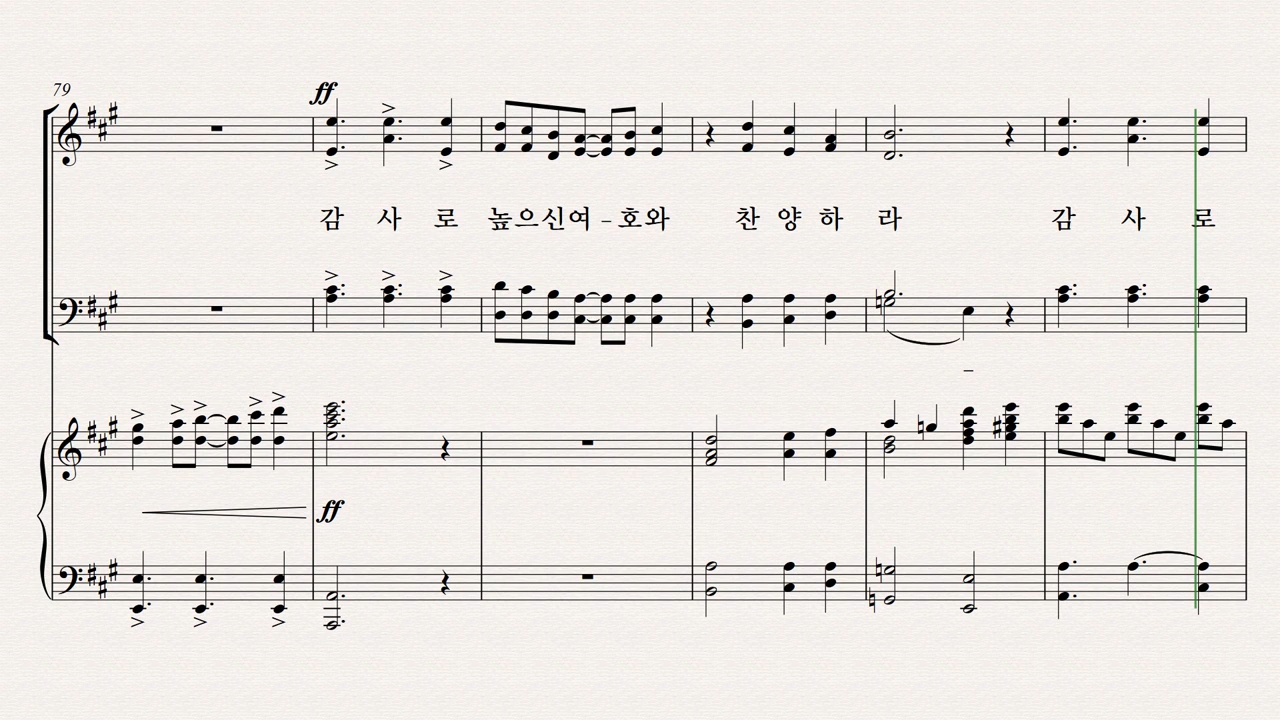 79
ff
감 사 로 높으신여 - 호와 찬 양 하 라 감 사 로
ff